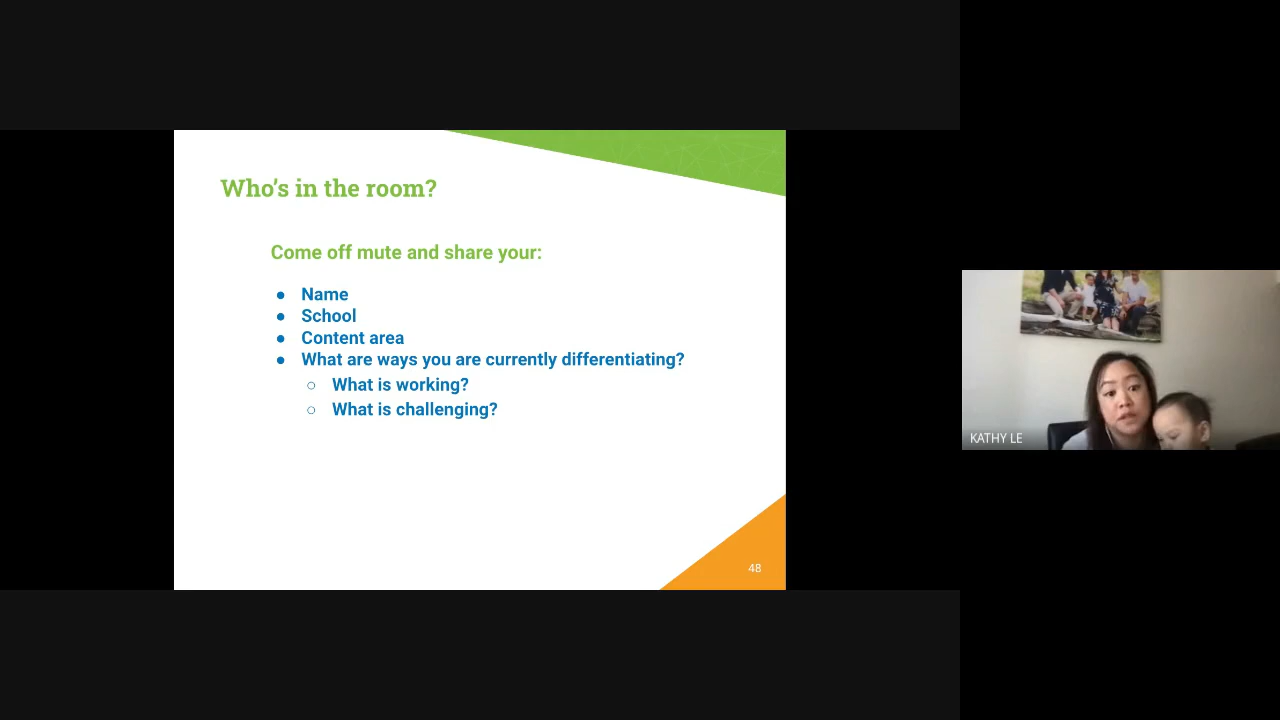 Who's in the room?
Come off mute and share your:
● Name
● School
● Content area
● What are ways you are currently differentiating?
○ What is working?
○ What is challenging?
48
KATHY LE